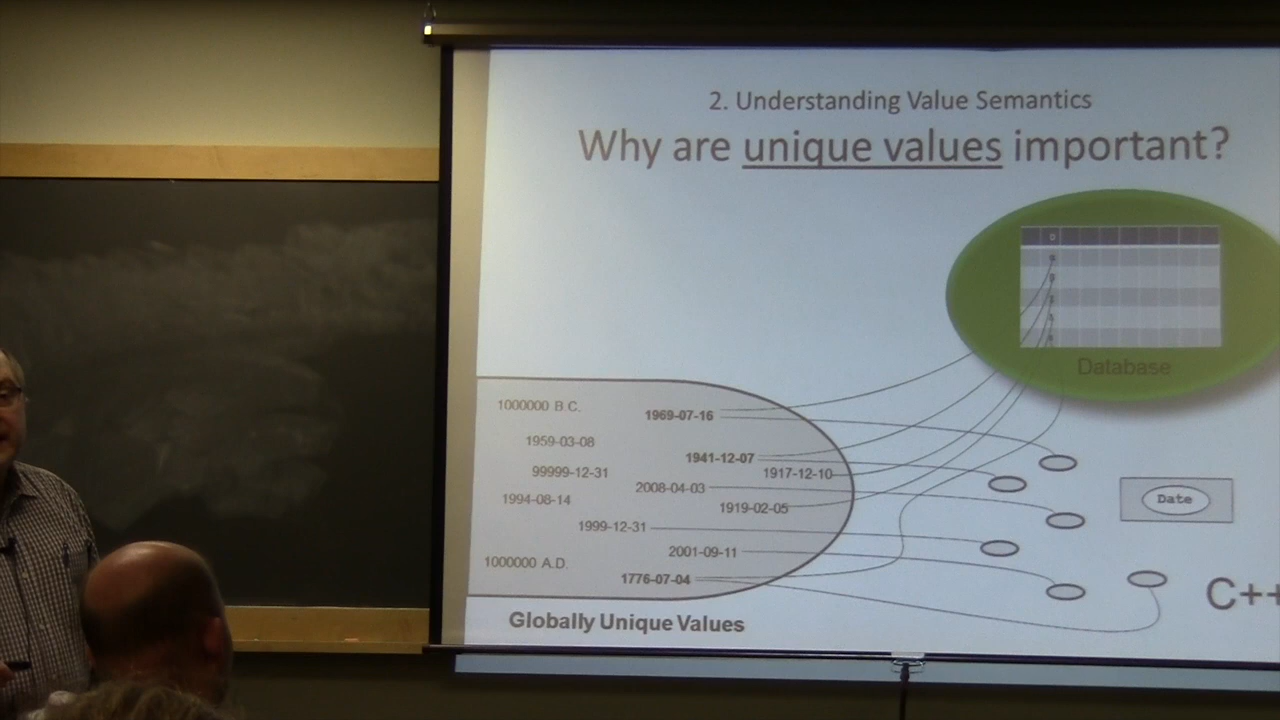 2. Understanding Value Semantics
Why are unique values important?
Database
1000000 B.C.
1969-07-16
1959-03-08
1941-12-07
99999-12-31
1917-12-10
2008-04-03
1994-08-14
1919-02-05
Date
1999-12-31
2001-09-11
1000000 A.D.
1776-07-04
C++
Globally Unique Values